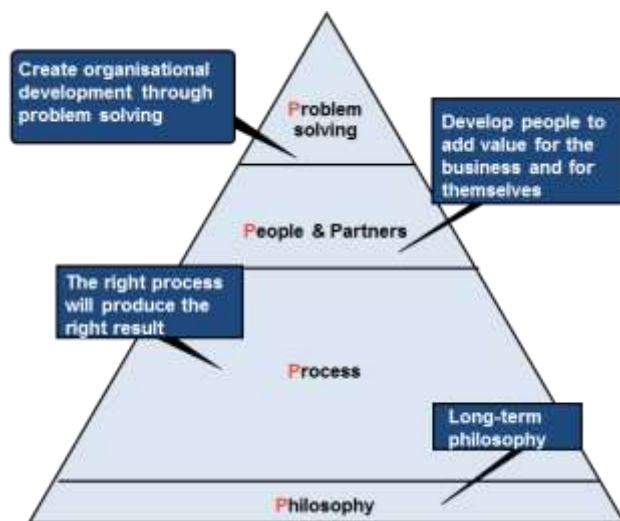 Create organisational
development through
problem solving
Problem
solving
Develop people to
add value for the
business and for
themselves
People & Partners
The right process
will produce the
right result
Process
Long-term
philosophy
Philosophy